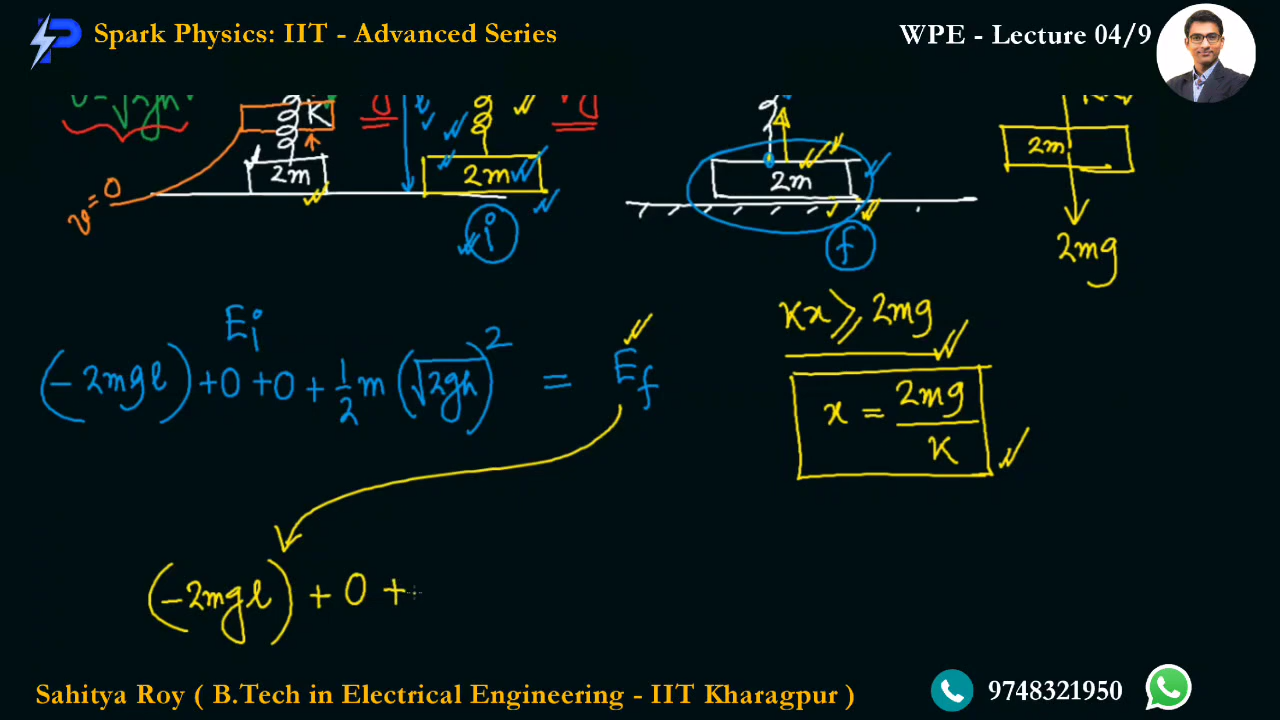 Spark Physics: IIT - Advanced Series
WPE - Lecture 04/9
K
2m
2m
2m
2m
v = 0
i
f
2mg
Ei
(-2mgl) + 0 + 0 + 1/2 m (√2gh)² = Ef
Kx ≥ 2mg
x = 2mg/K
(-2mgl) + 0 +
Sahitya Roy ( B.Tech in Electrical Engineering - IIT Kharagpur )
9748321950